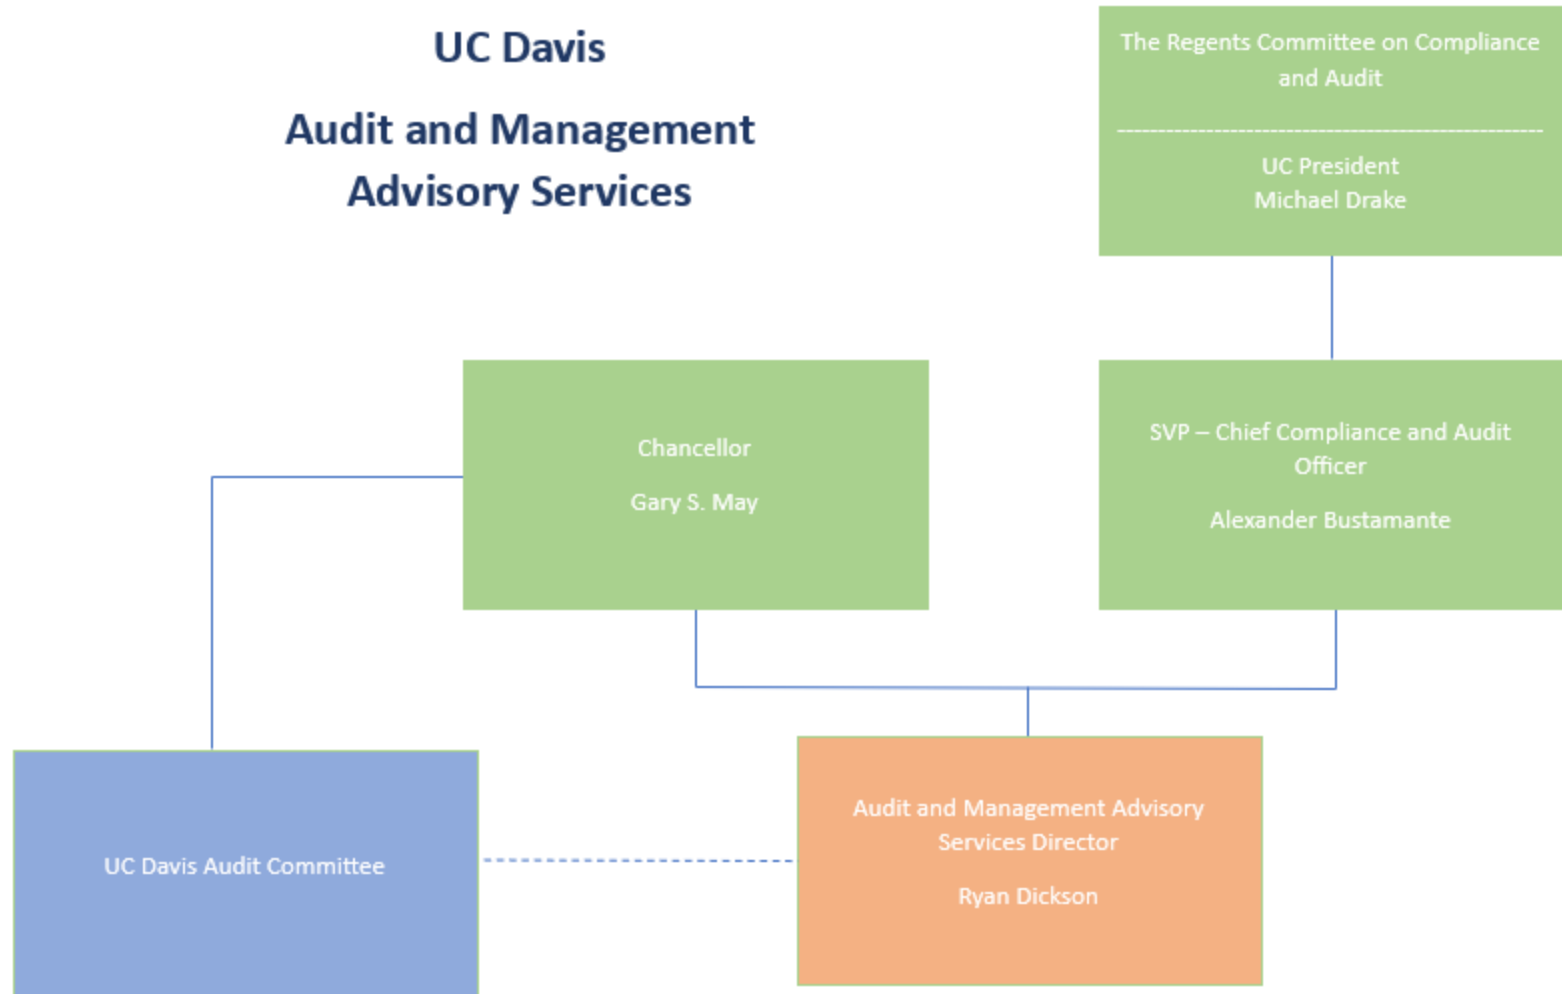 UC Davis
Audit and Management
Advisory Services
The Regents Committee on Compliance
and Audit
UC President
Michael Drake
Chancellor
Gary S. May
SVP – Chief Compliance and Audit
Officer
Alexander Bustamante
UC Davis Audit Committee
Audit and Management Advisory
Services Director
Ryan Dickson